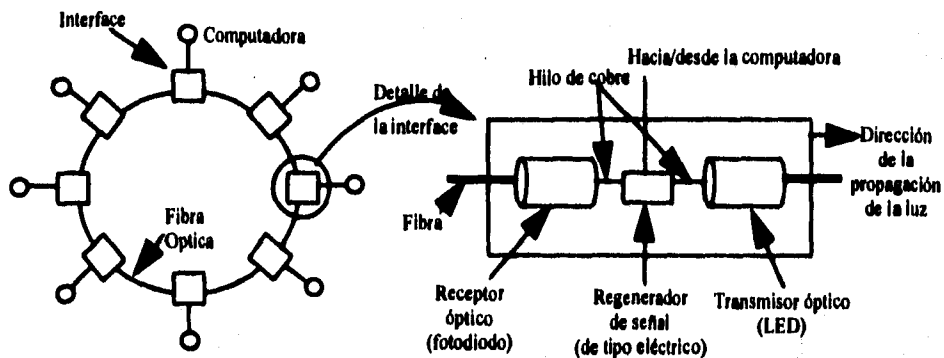 Interface
Computadora
Fibra
Optica
Detalle de
la interface
Hacia/desde la computadora
Hilo de cobre
Dirección
de la
propagación
de la luz
Fibra
Receptor
óptico
(fotodiodo)
Regenerador
de señal
(de tipo eléctrico)
Transmisor óptico
(LED)